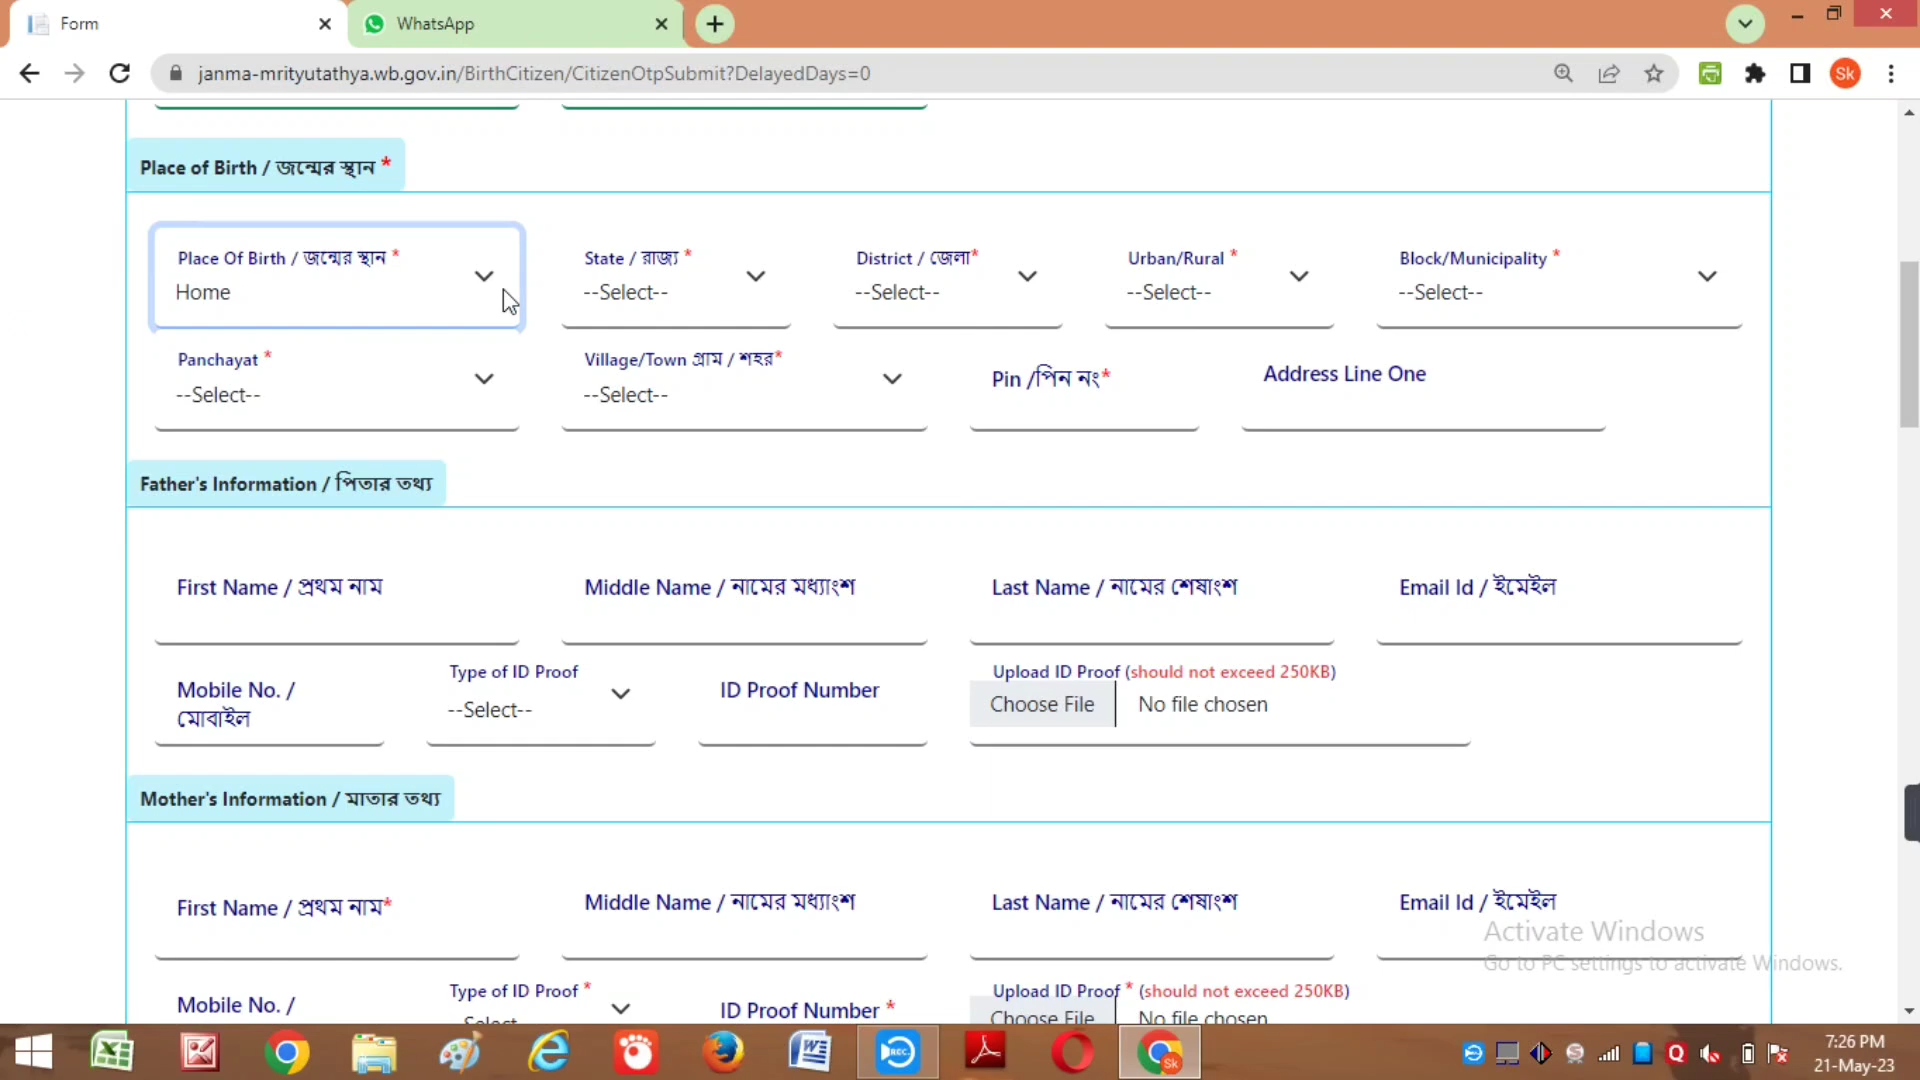 Form
WhatsApp
janma-mrityutathya.wb.gov.in/BirthCitizen/CitizenOtpSubmit?DelayedDays=0
Sk
Place of Birth / জন্মের স্থান *
Place Of Birth / জন্মের স্থান *
Home
State / রাজ্য *
--Select--
District / জেলা*
--Select--
Urban/Rural *
--Select--
Block/Municipality *
--Select--
Panchayat *
--Select--
Village/Town গ্রাম / শহর*
--Select--
Pin /পিন নং*
Address Line One
Father's Information / পিতার তথ্য
First Name / প্রথম নাম
Middle Name / নামের মধ্যাংশ
Last Name / নামের শেষাংশ
Email Id / ইমেইল
Mobile No. /
মোবাইল
Type of ID Proof
--Select--
ID Proof Number
Upload ID Proof (should not exceed 250KB)
Choose File
No file chosen
Mother's Information / মাতার তথ্য
First Name / প্রথম নাম*
Middle Name / নামের মধ্যাংশ
Last Name / নামের শেষাংশ
Email Id / ইমেইল
Activate Windows
Go to PC settings to activate Windows.
Mobile No. /
Type of ID Proof *
--Select--
ID Proof Number *
Upload ID Proof * (should not exceed 250KB)
Choose File
No file chosen
REC
Sk
7:26 PM
21-May-23